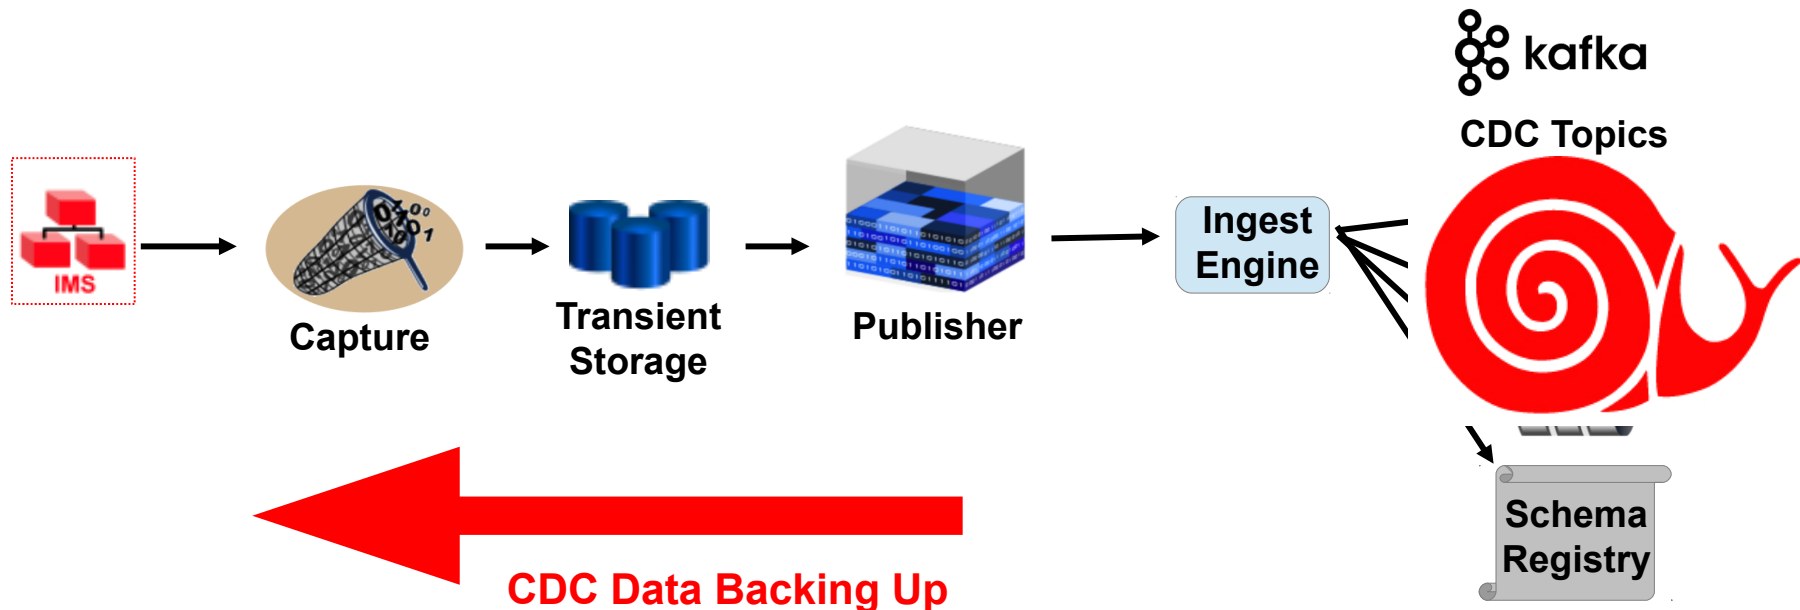 kafka
CDC Topics
IMS
Capture
Transient
Storage
Publisher
Ingest
Engine
Schema
Registry
CDC Data Backing Up